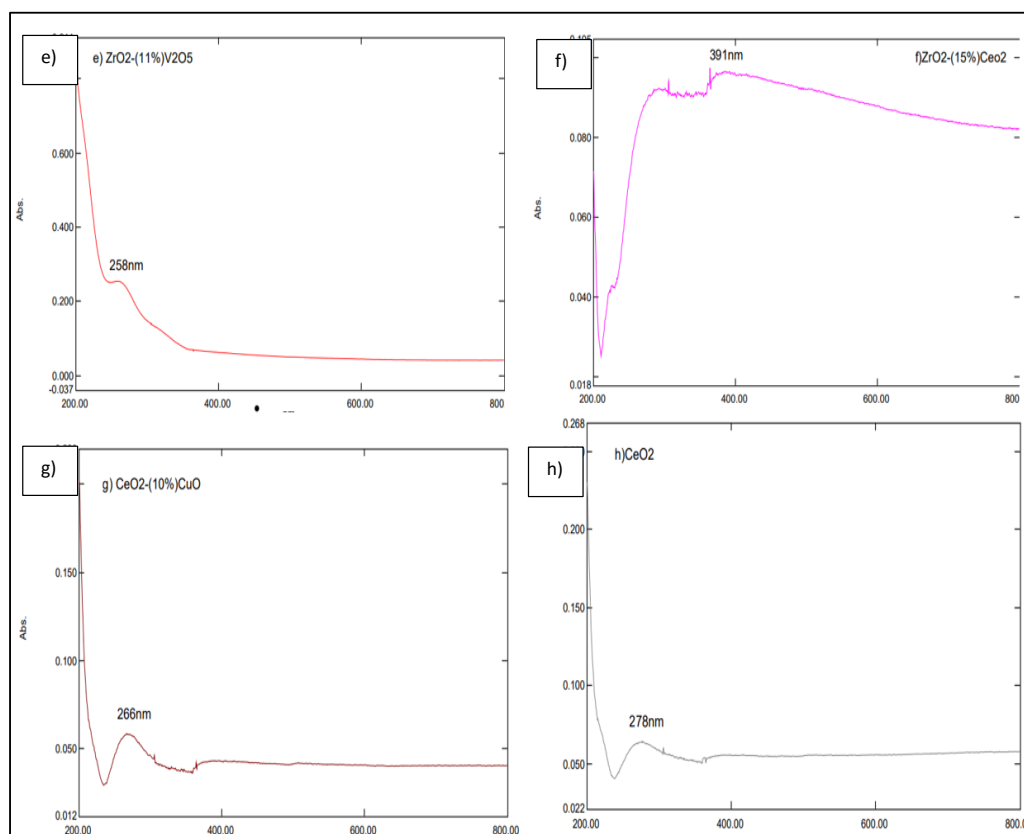 e)
e) ZrO2-(11%)V2O5
0.600
0.400
0.200
0.000
-0.037
Abs.
258nm
200.00 400.00 600.00 800
f)
0.105
391nm
f)ZrO2-(15%)Ceo2
0.080
0.060
0.040
0.018
Abs.
200.00 400.00 600.00 800
g)
g) CeO2-(10%)CuO
0.150
0.100
0.050
0.012
Abs.
266nm
200.00 400.00 600.00 800.00
h)
0.268
h)CeO2
0.200
0.150
0.100
0.050
0.022
278nm
200.00 400.00 600.00 800.0